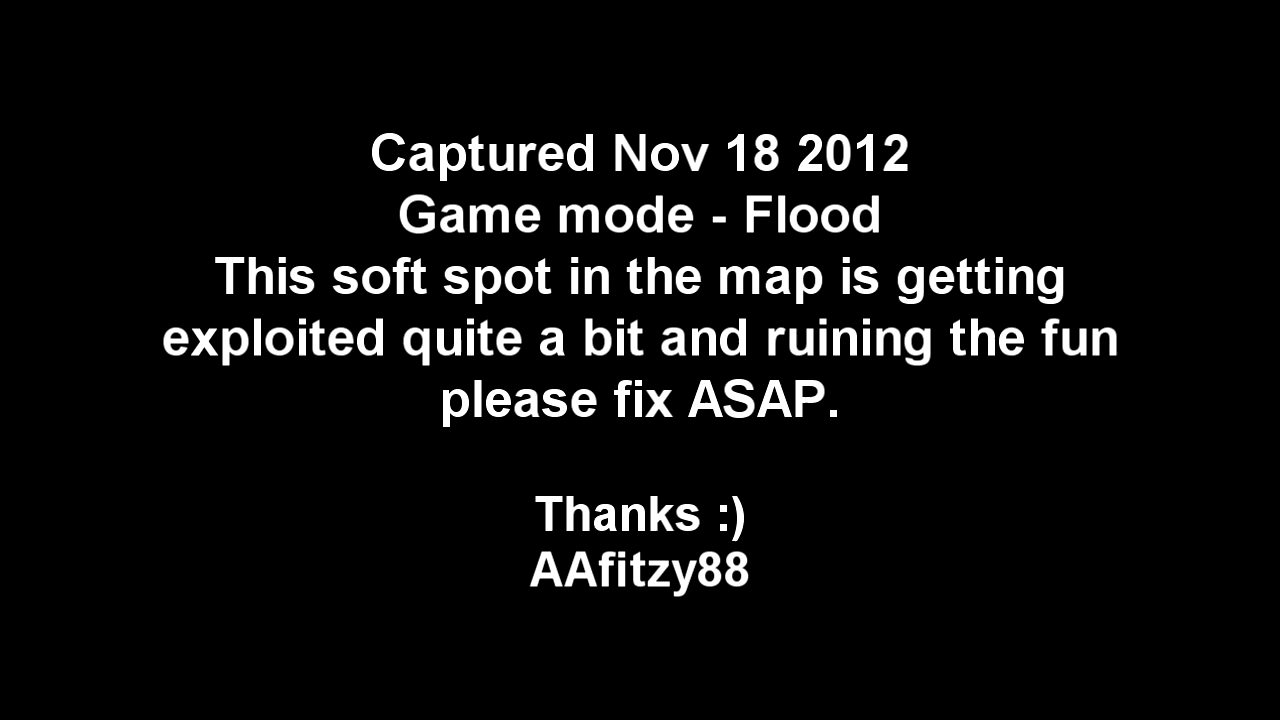 Captured Nov 18 2012
Game mode - Flood
This soft spot in the map is getting
exploited quite a bit and ruining the fun
please fix ASAP.
Thanks :)
AAfitzy88